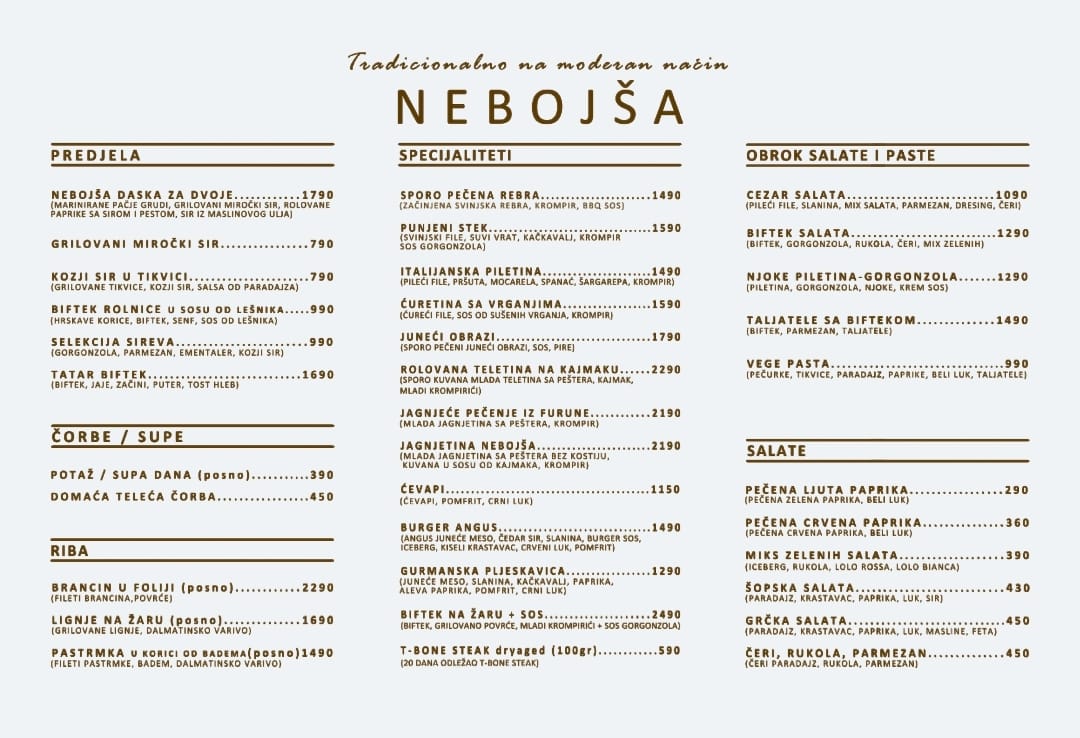 Tradicionalno na moderan način
NEBOJŠA
PREDJELA
NEBOJŠA DASKA ZA DVOJE............1790
(MARINIRANE PAČJE GRUDI, GRILOVANI MIROČKI SIR, ROLOVANE
PAPRIKE SA SIROM I PESTOM, SIR IZ MASLINOVOG ULJA)
GRILOVANI MIROČKI SIR................790
KOZJI SIR U TIKVICI......................790
(GRILOVANE TIKVICE, KOZJI SIR, SALSA OD PARADAJZA)
BIFTEK ROLNICE U SOSU OD LEŠNIKA.....990
(HRSKAVE KORICE, BIFTEK, SENF, SOS OD LEŠNIKA)
SELEKCIJA SIREVA........................990
(GORGONZOLA, PARMEZAN, EMENTALER, KOZJI SIR)
TATAR BIFTEK............................1690
(BIFTEK, JAJE, ZAČINI, PUTER, TOST HLEB)
ČORBE / SUPE
POTAŽ / SUPA DANA (posno)..........390
DOMAĆA TELEĆA ČORBA................450
RIBA
BRANCIN U FOLIJI (posno)............2290
(FILETI BRANCINA,POVRĆE)
LIGNJE NA ŽARU (posno)..............1690
(GRILOVANE LIGNJE, DALMATINSKO VARIVO)
PASTRMKA U KORICI OD BADEMA(posno)1490
(FILETI PASTRMKE, BADEM, DALMATINSKO VARIVO)
SPECIJALITETI
SPORO PEČENA REBRA....................1490
(ZAČINJENA SVINJSKA REBRA, KROMPIR, BBQ SOS)
PUNJENI STEK.............................1590
(SVINJSKI FILE, SUVI VRAT, KAČKAVALJ, KROMPIR
SOS GORGONZOLA)
ITALIJANSKA PILETINA....................1490
(PILEĆI FILE, PRŠUTA, MOCARELA, SPANAĆ, ŠARGAREPA, KROMPIR)
ĆURETINA SA VRGANJIMA................1590
(ĆUREĆI FILE, SOS OD SUŠENIH VRGANJA, KROMPIR)
JUNEĆI OBRAZI............................1790
(SPORO PEČENI JUNEĆI OBRAZI, SOS, PIRE)
ROLOVANA TELETINA NA KAJMAKU......2290
(SPORO KUVANA MLADA TELETINA SA PEŠTERA, KAJMAK,
MLADI KROMPIRIĆI)
JAGNJEĆE PEČENJE IZ FURUNE...........2190
(MLADA JAGNJETINA SA PEŠTERA, KROMPIR)
JAGNJETINA NEBOJŠA.....................2190
(MLADA JAGNJETINA SA PEŠTERA BEZ KOSTIJU,
KUVANA U SOSU OD KAJMAKA, KROMPIR)
ĆEVAPI.....................................1150
(ĆEVAPI, POMFRIT, CRNI LUK)
BURGER ANGUS............................1490
(ANGUS JUNEĆE MESO, ČEDAR SIR, SLANINA, BURGER SOS,
ICEBERG, KISELI KRASTAVAC, CRVENI LUK, POMFRIT)
GURMANSKA PLJESKAVICA................1290
(JUNEĆE MESO, SLANINA, KAČKAVALJ, PAPRIKA,
ALEVA PAPRIKA, POMFRIT, CRNI LUK)
BIFTEK NA ŽARU + SOS...................2490
(BIFTEK, GRILOVANO POVRĆE, MLADI KROMPIRIĆI + SOS GORGONZOLA)
T-BONE STEAK dryaged (100gr)...........590
(20 DANA ODLEŽAO T-BONE STEAK)
OBROK SALATE I PASTE
CEZAR SALATA............................1090
(PILEĆI FILE, SLANINA, MIX SALATA, PARMEZAN, DRESING, ČERI)
BIFTEK SALATA...........................1290
(BIFTEK, GORGONZOLA, RUKOLA, ČERI, MIX ZELENIH)
NJOKE PILETINA-GORGONZOLA.......1290
(PILETINA, GORGONZOLA, NJOKE, KREM SOS)
TALJATELE SA BIFTEKOM..............1490
(BIFTEK, PARMEZAN, TALJATELE)
VEGE PASTA...............................990
(PEČURKE, TIKVICE, PARADAJZ, PAPRIKE, BELI LUK, TALJATELE)
SALATE
PEČENA LJUTA PAPRIKA.................290
(PEČENA ZELENA PAPRIKA, BELI LUK)
PEČENA CRVENA PAPRIKA...............360
(PEČENA CRVENA PAPRIKA, BELI LUK)
MIKS ZELENIH SALATA...................390
(ICEBERG, RUKOLA, LOLO ROSSA, LOLO BIANCA)
ŠOPSKA SALATA...........................430
(PARADAJZ, KRASTAVAC, PAPRIKA, LUK, SIR)
GRČKA SALATA............................450
(PARADAJZ, KRASTAVAC, PAPRIKA, LUK, MASLINE, FETA)
ČERI, RUKOLA, PARMEZAN..............450
(ČERI PARADAJZ, RUKOLA, PARMEZAN)